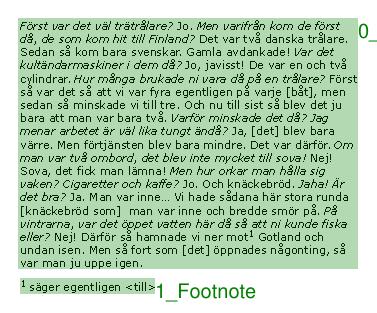 Först var det väl trätrålare? Jo. Men varifrån kom de först
då, de som kom hit till Finland? Det var två danska trålare.
Sedan så kom bara svenskar. Gamla avdankade! Var det
kultändarmaskiner i dem då? Jo, javisst! De var en och två
cylindrar. Hur många brukade ni vara då på en trålare? Först
så var det så att vi var fyra egentligen på varje [båt], men
sedan så minskade vi till tre. Och nu till sist så blev det ju
bara att man var bara två. Varför minskade det då? Jag
menar arbetet är väl lika tungt ändå? Ja, [det] blev bara
värre. Men förtjänsten blev bara mindre. Det var därför. Om
man var två ombord, det blev inte mycket till sova! Nej!
Sova, det fick man lämna! Men hur orkar man hålla sig
vaken? Cigaretter och kaffe? Jo. Och knäckebröd. Jaha! Är
det bra? Ja. Man var inne... Vi hade sådana här stora runda
[knäckebröd som] man var inne och bredde smör på. På
vintrarna, var det öppet vatten här då så att ni kunde fiska
eller? Nej! Därför så hamnade vi ner mot¹ Gotland och
undan isen. Men så fort som [det] öppnades någonting, så
var man ju uppe igen.
¹ säger egentligen <till>
0_
1_Footnote